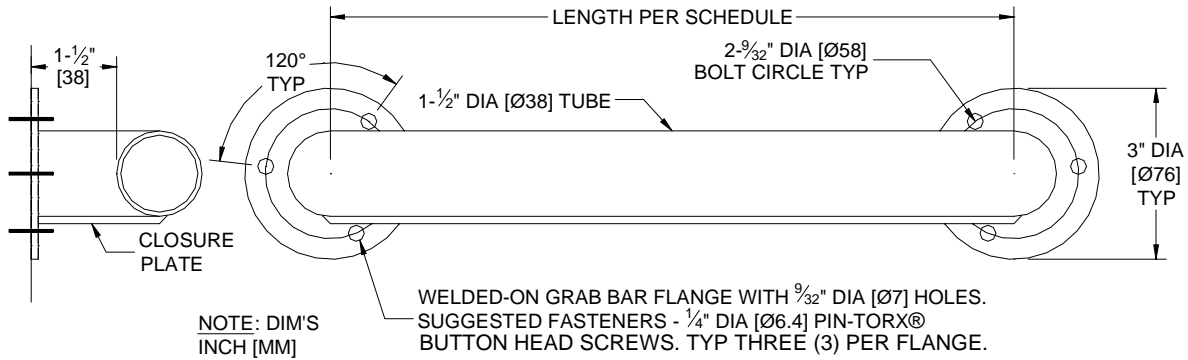 LENGTH PER SCHEDULE
1-½"
[38]
120°
TYP
2-9/32" DIA [Ø58]
BOLT CIRCLE TYP
1-½" DIA [Ø38] TUBE
3" DIA
[Ø76]
TYP
CLOSURE
PLATE
WELDED-ON GRAB BAR FLANGE WITH 9/32" DIA [Ø7] HOLES.
SUGGESTED FASTENERS - ¼" DIA [Ø6.4] PIN-TORX®
BUTTON HEAD SCREWS. TYP THREE (3) PER FLANGE.
NOTE: DIM'S
INCH [MM]